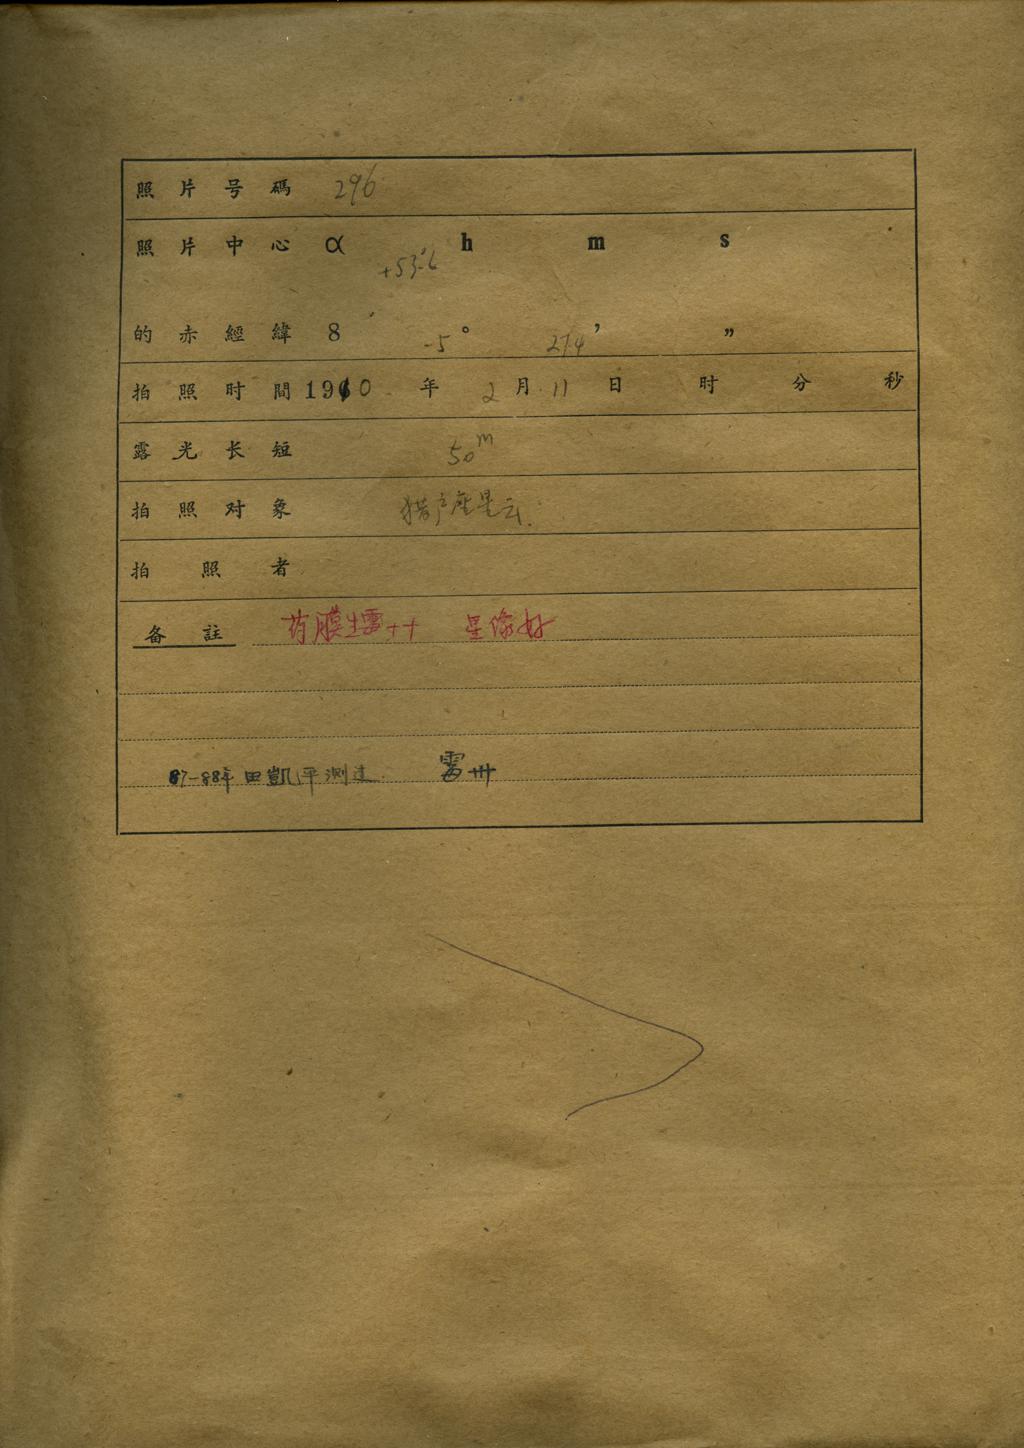 照片号碼 296
照片中心 α h m s
+53.6
的赤經緯 8 -5° 27.4 ' "
拍照时間 1960 年 2 月 11 日 时 分 秒
露光长短 50m
拍照对象 猎户座星云
拍照者
备註 药膜生雾++ 星像好
87-88年田凱平测过 雾卅